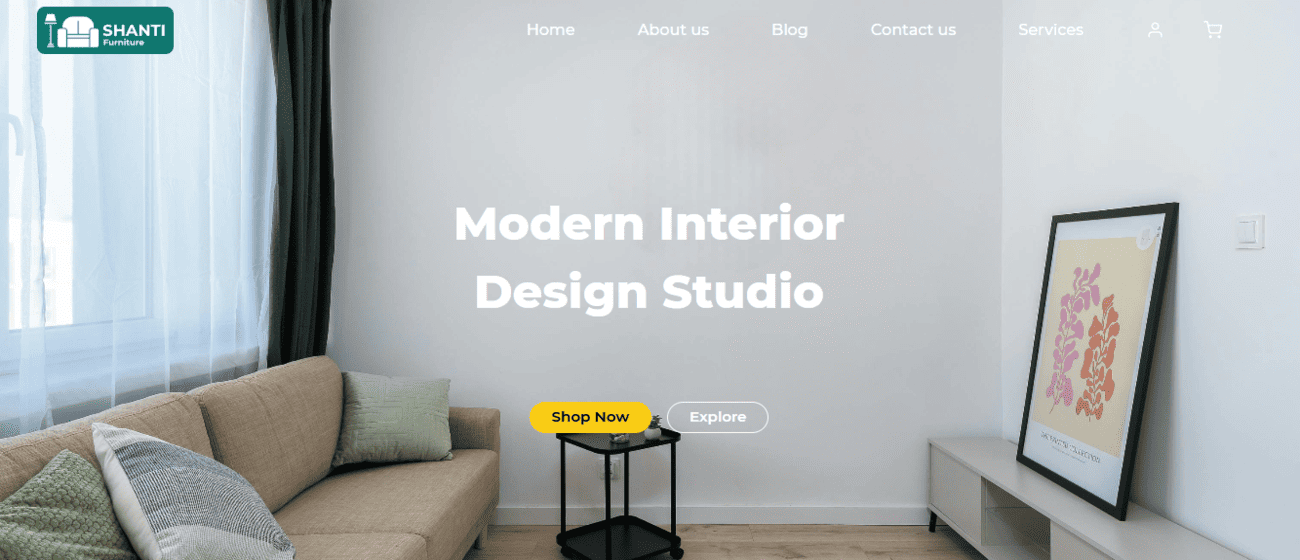 SHANTI
Furniture
Home
About us
Blog
Contact us
Services
Modern Interior
Design Studio
Shop Now
Explore